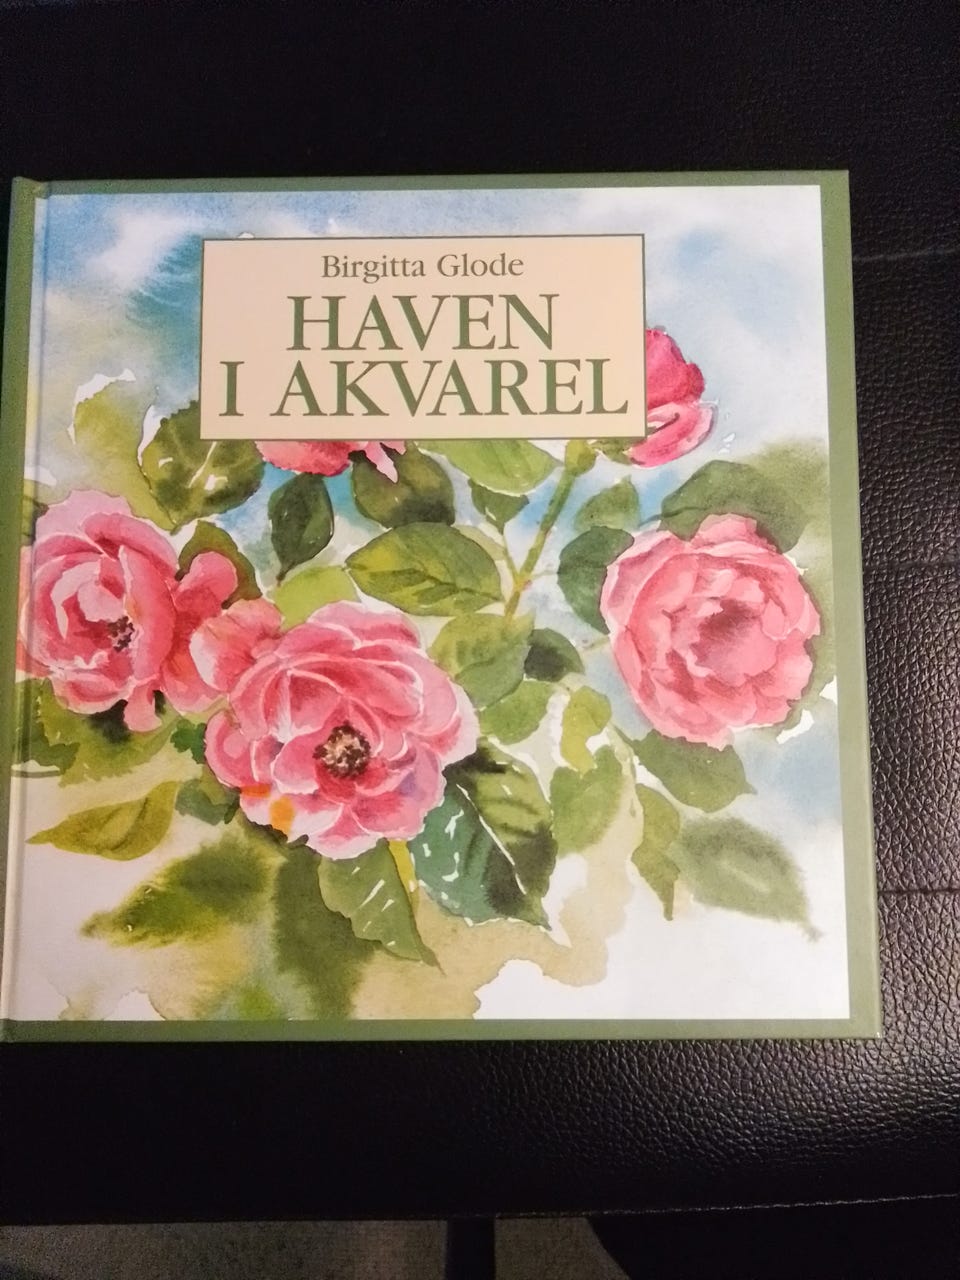 Birgitta Glode
HAVEN
I AKVAREL